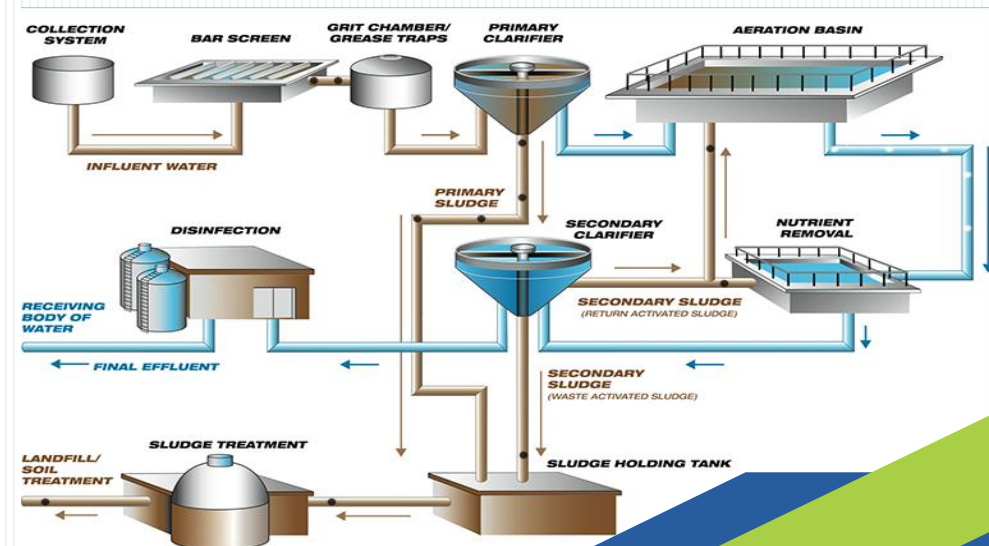 COLLECTION
SYSTEM
BAR SCREEN
GRIT CHAMBER/
GREASE TRAPS
PRIMARY
CLARIFIER
AERATION BASIN
INFLUENT WATER
PRIMARY
SLUDGE
DISINFECTION
SECONDARY
CLARIFIER
NUTRIENT
REMOVAL
RECEIVING
BODY OF
WATER
SECONDARY SLUDGE
(RETURN ACTIVATED SLUDGE)
FINAL EFFLUENT
SECONDARY
SLUDGE
(WASTE ACTIVATED SLUDGE)
SLUDGE TREATMENT
LANDFILL/
SOIL
TREATMENT
SLUDGE HOLDING TANK